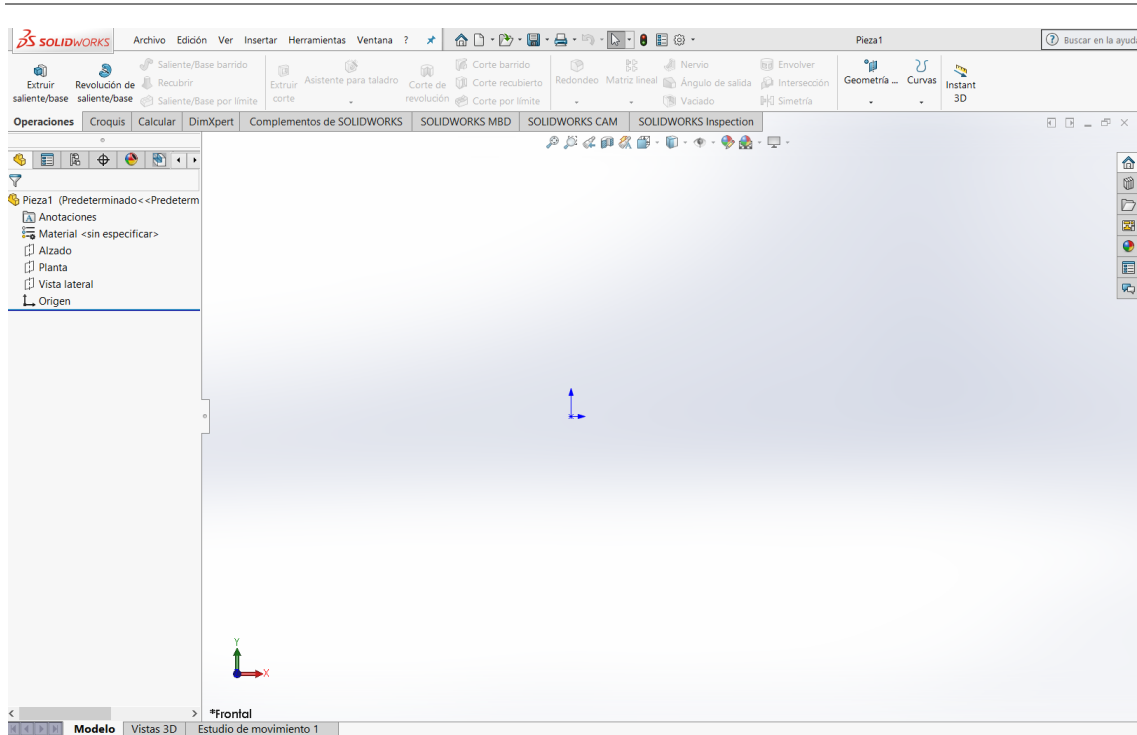 SOLIDWORKS Archivo Edición Ver Insertar Herramientas Ventana ? Pieza1 Buscar en la ayuda
Extruir saliente/base
Revolución de saliente/base
Saliente/Base barrido
Recubrir
Saliente/Base por límite
Extruir corte
Asistente para taladro
Corte de revolución
Corte barrido
Corte recubierto
Corte por límite
Redondeo
Matriz lineal
Nervio
Ángulo de salida
Vaciado
Envolver
Intersección
Simetría
Geometría ...
Curvas
Instant 3D
Operaciones Croquis Calcular DimXpert Complementos de SOLIDWORKS SOLIDWORKS MBD SOLIDWORKS CAM SOLIDWORKS Inspection
Pieza1 (Predeterminado<<Predeterm
Anotaciones
Material <sin especificar>
Alzado
Planta
Vista lateral
Origen
Y
X
*Frontal
Modelo Vistas 3D Estudio de movimiento 1